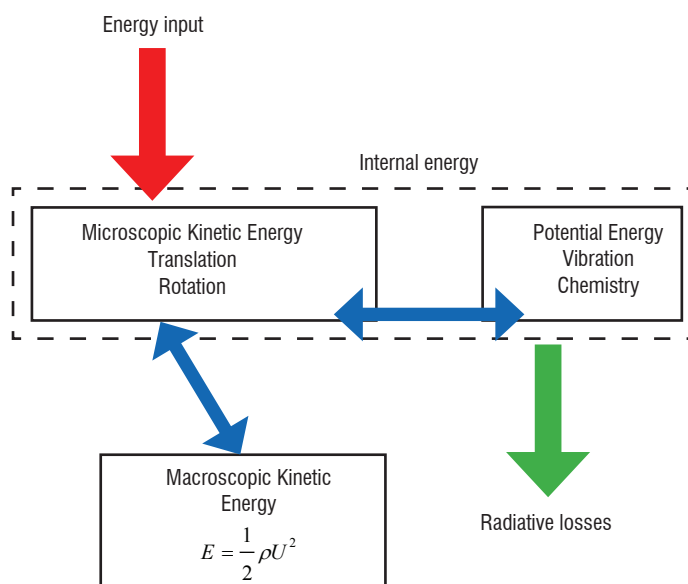 Energy input
Internal energy
Microscopic Kinetic Energy
Translation
Rotation
Potential Energy
Vibration
Chemistry
Macroscopic Kinetic
Energy
E = 1/2 ρU²
Radiative losses